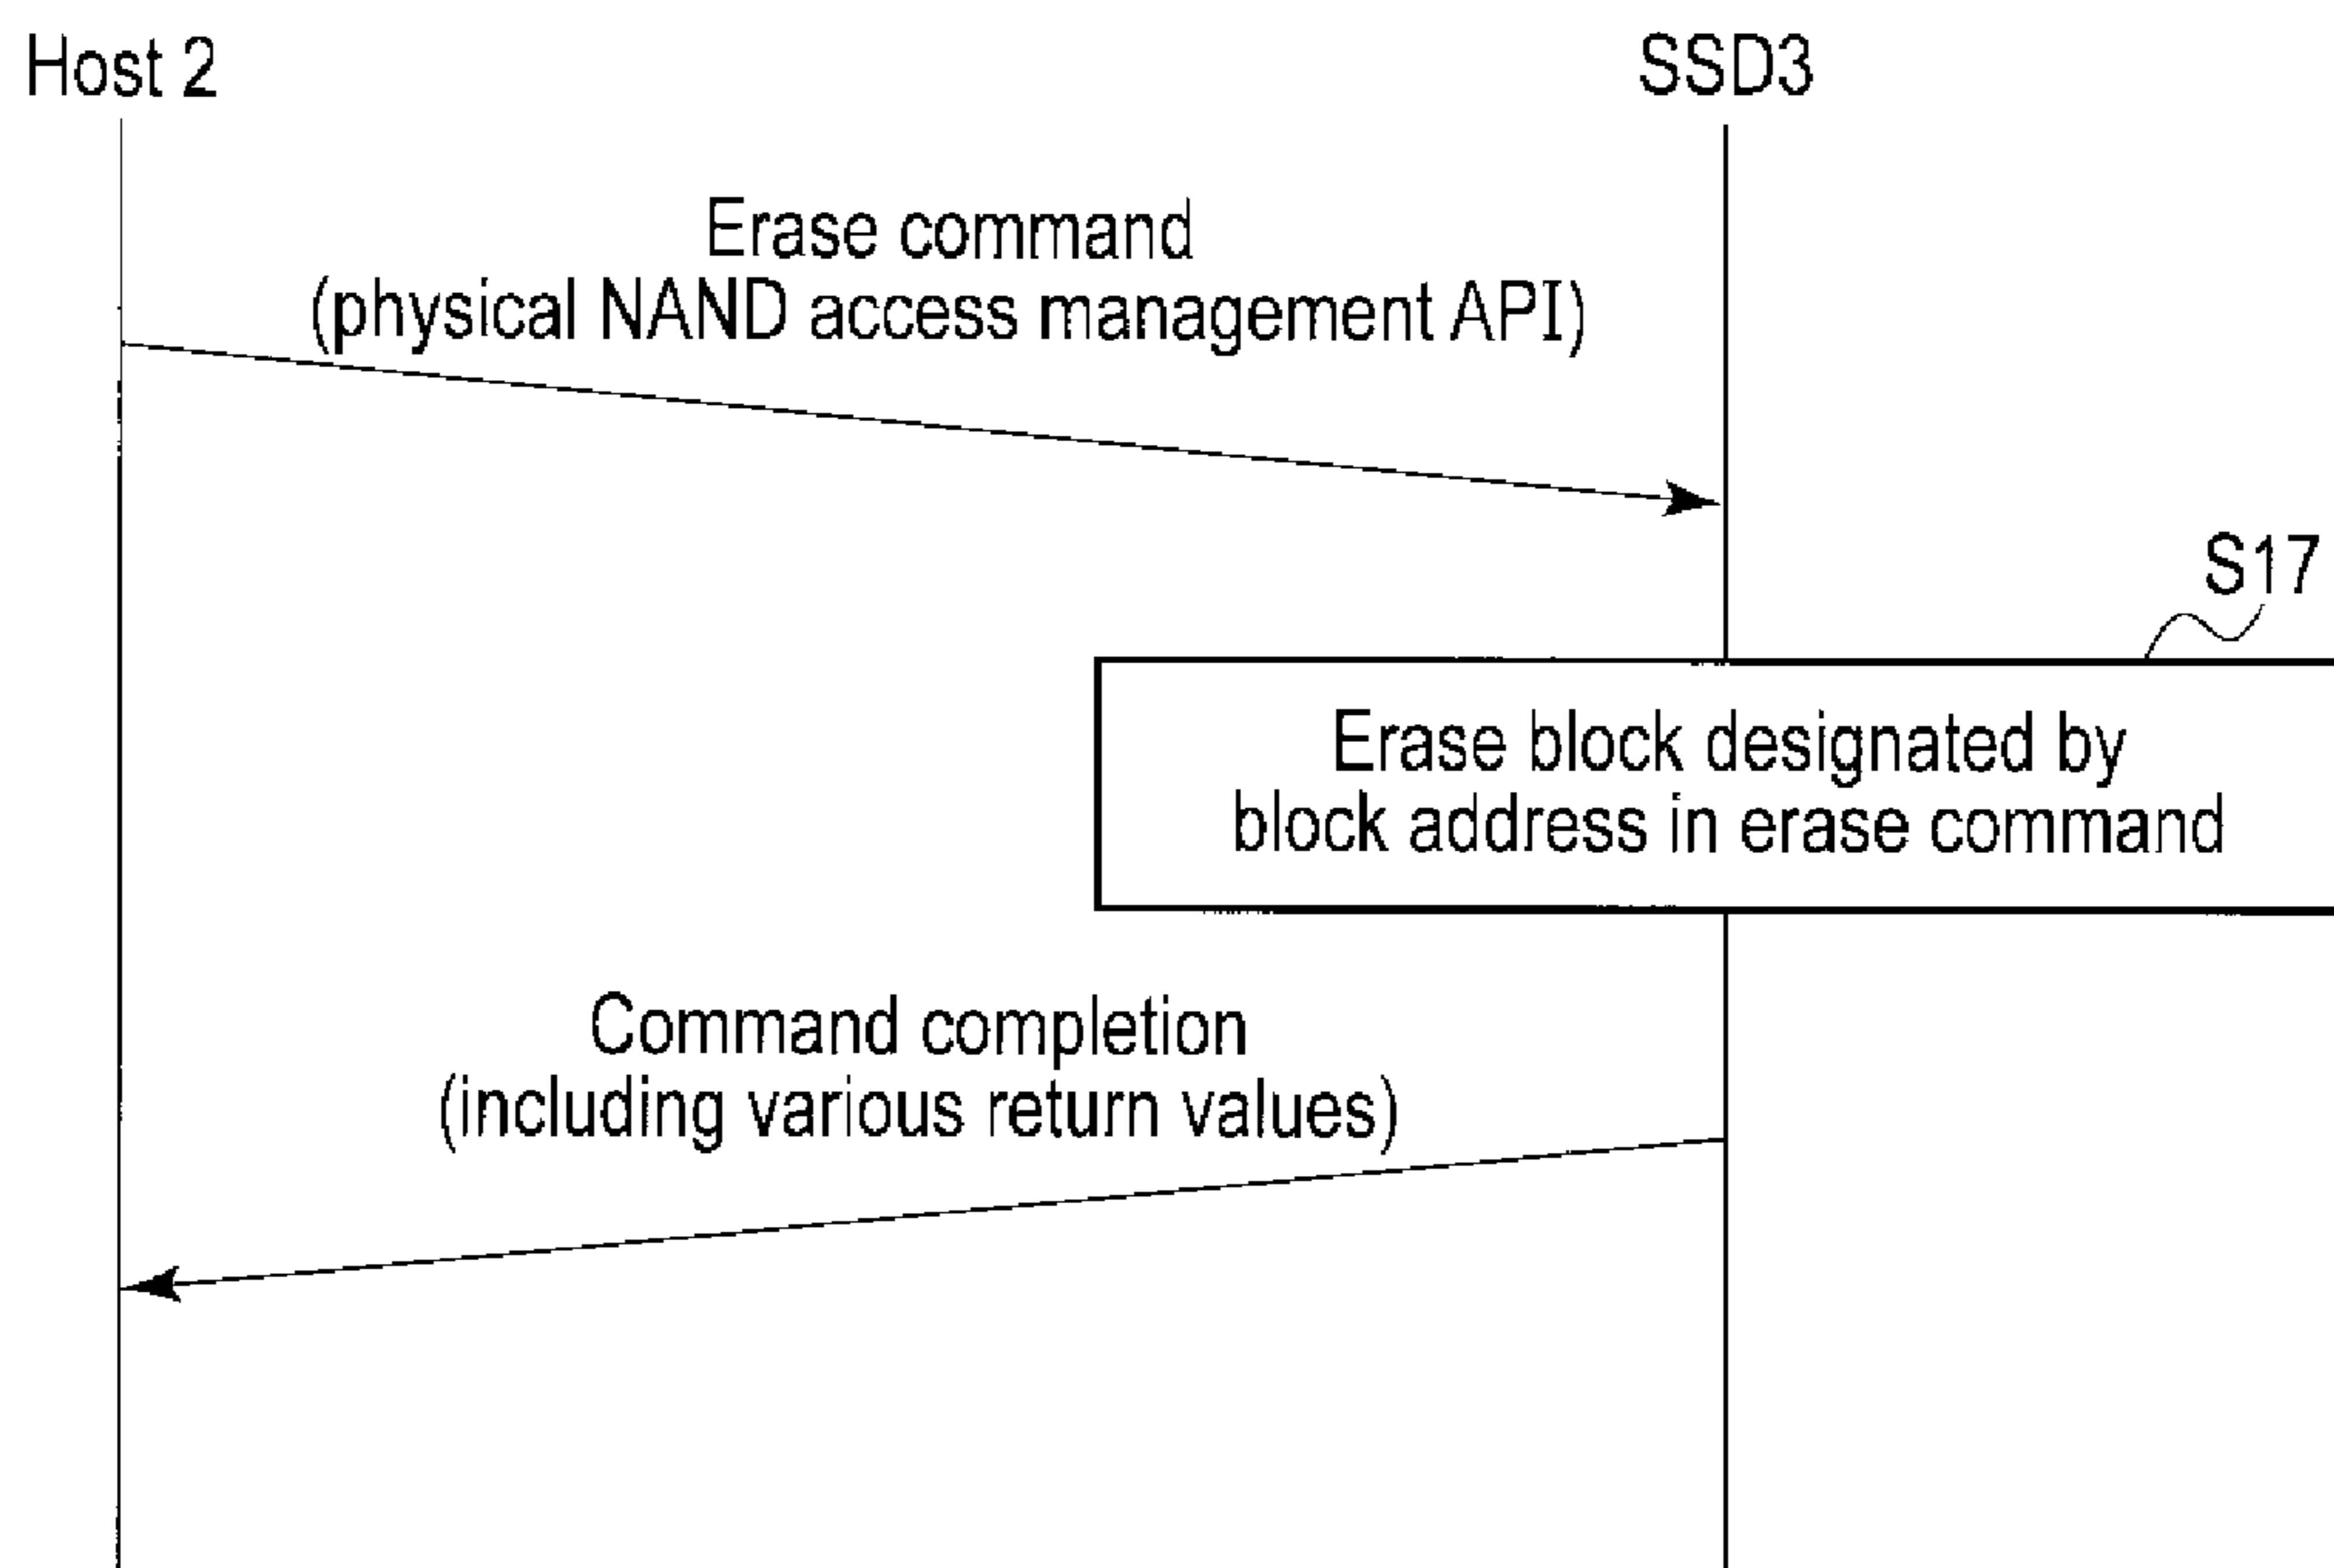 Host 2
SSD3
Erase command
(physical NAND access management API)
S17
Erase block designated by
block address in erase command
Command completion
(including various return values)